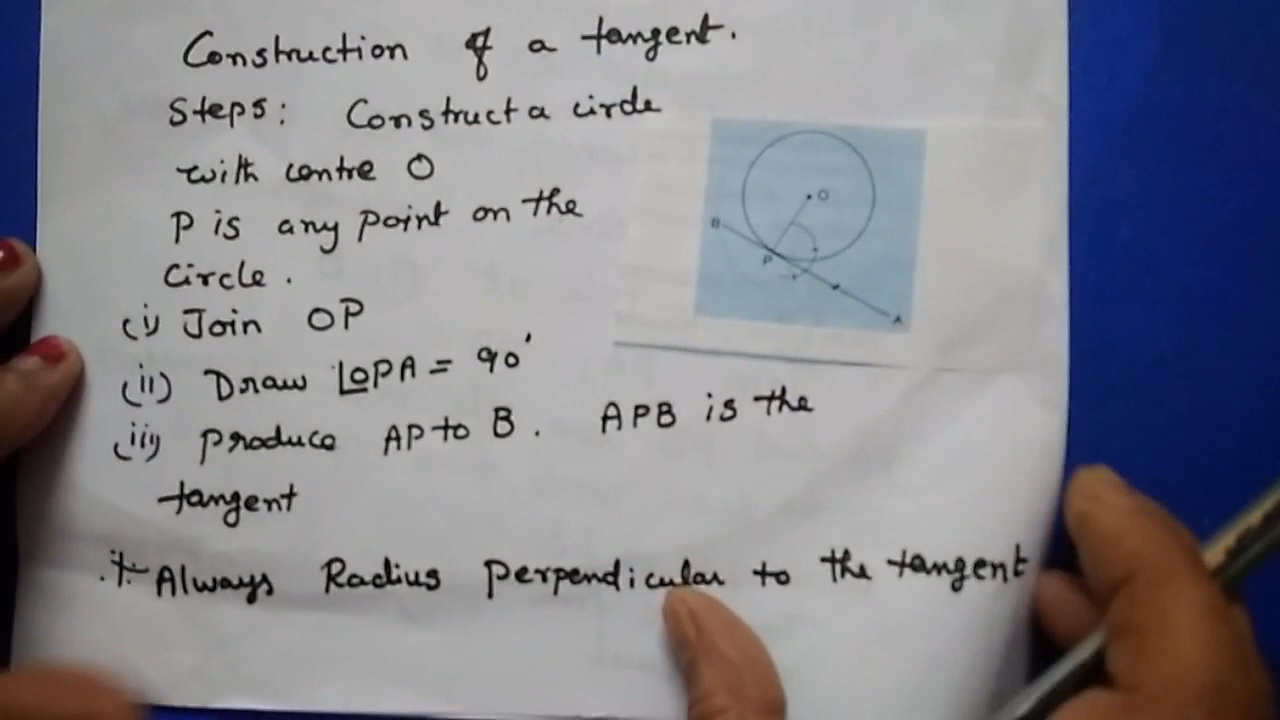 Construction of a tangent.
Steps: Construct a circle
with centre O
P is any point on the
Circle.
(i) Join OP
(ii) Draw ∟OPA = 90°
(iii) Produce AP to B. APB is the
tangent
Always Radius perpendicular to the tangent
O
B
P
A